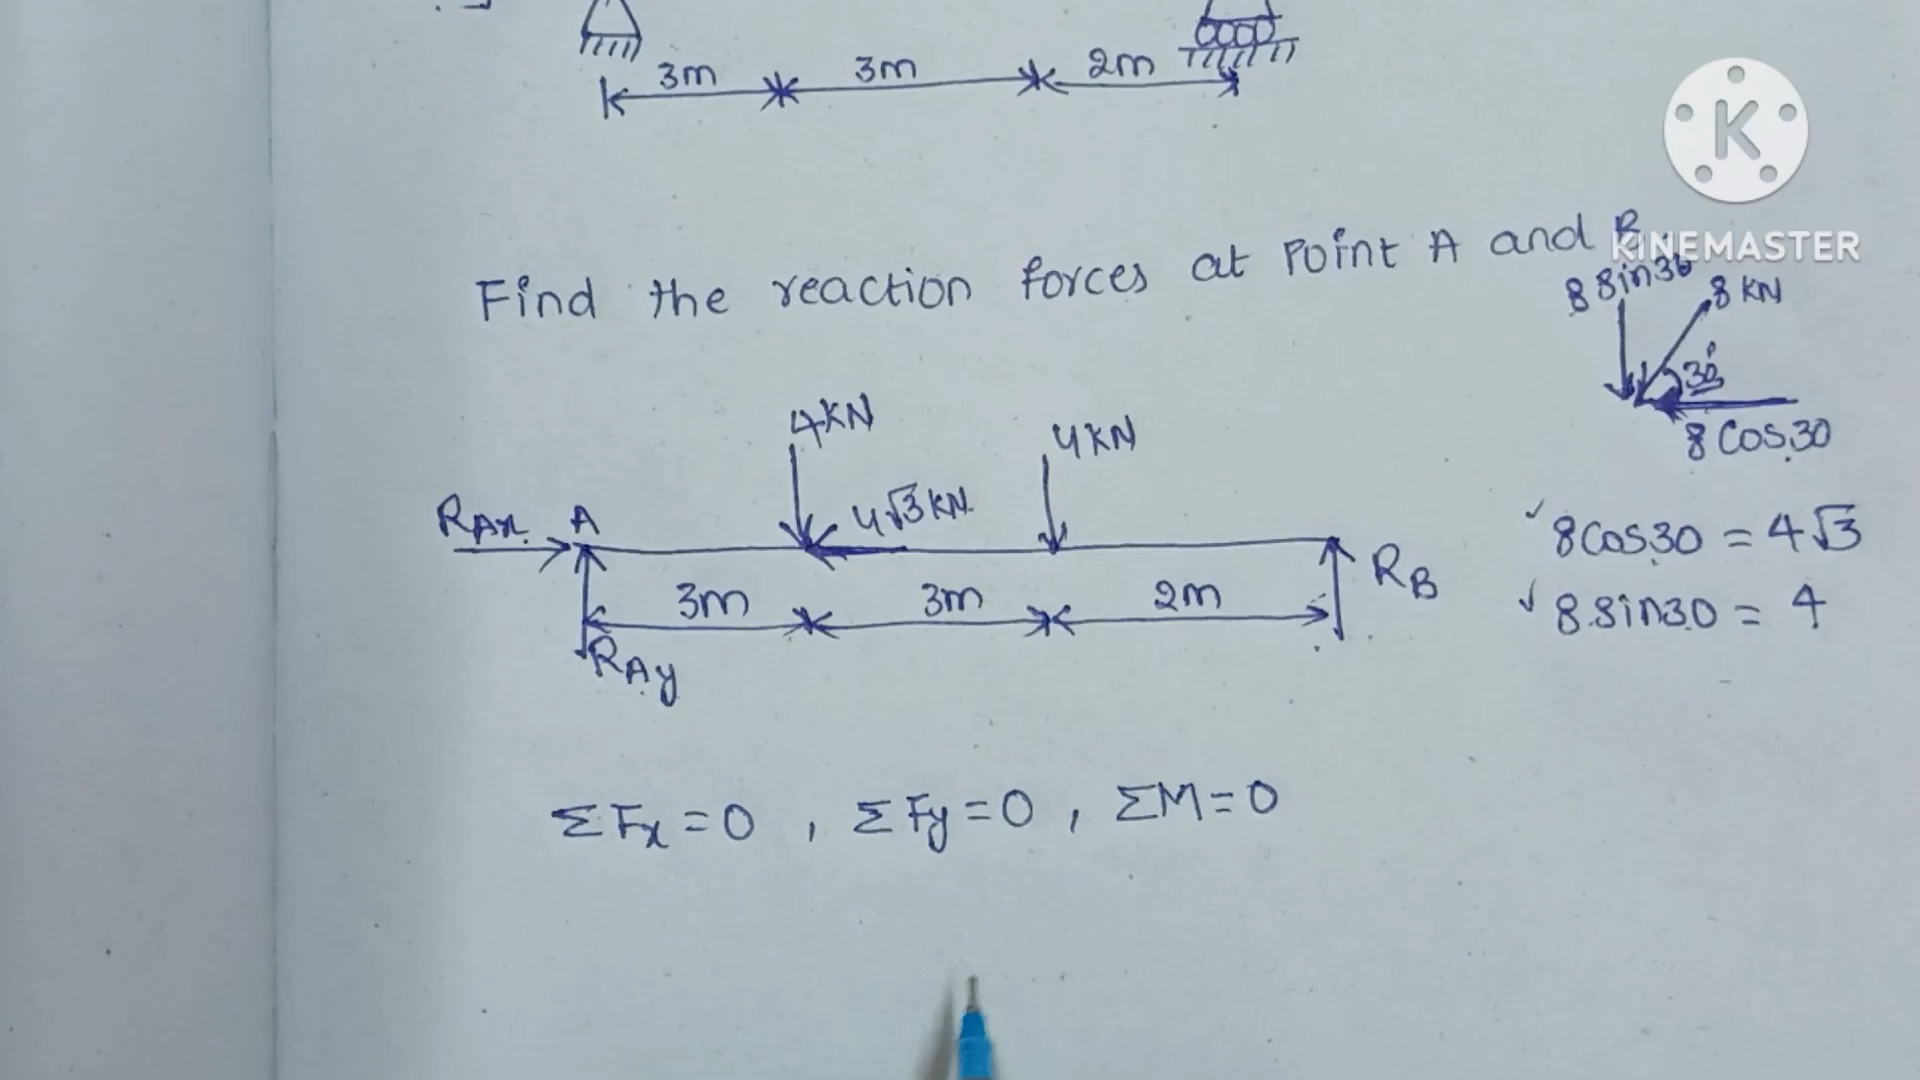 3m 3m 2m
K
KINEMASTER
Find the reaction forces at Point A and B
8 Sin30 8 KN
30°
8 Cos30
4KN 4KN
RAx A 4√3 KN
RB
3m 3m 2m
RAy
8Cos30 = 4√3
8 Sin30 = 4
ΣFx = 0 , ΣFy = 0 , ΣM = 0